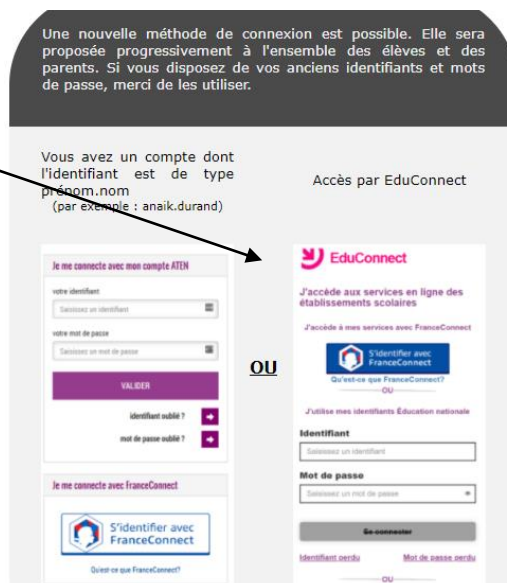 Une nouvelle méthode de connexion est possible. Elle sera
proposée progressivement à l'ensemble des élèves et des
parents. Si vous disposez de vos anciens identifiants et mots
de passe, merci de les utiliser.
Vous avez un compte dont
l'identifiant est de type
prénom.nom
(par exemple : anaik.durand)
Je me connecte avec mon compte ATEN
votre identifiant
Saisissez un identifiant
votre mot de passe
Saisissez un mot de passe
VALIDER
identifiant oublié ?
mot de passe oublié ?
Je me connecte avec FranceConnect
S'identifier avec
FranceConnect
Qu'est-ce que FranceConnect?
OU
Accès par EduConnect
EduConnect
J'accède aux services en ligne des
établissements scolaires
J'accède à mes services avec FranceConnect
S'identifier avec
FranceConnect
Qu'est-ce que FranceConnect?
OU
J'utilise mes identifiants Éducation nationale
Identifiant
Saisissez un identifiant
Mot de passe
Saisissez un mot de passe
Se connecter
Identifiant perdu
Mot de passe perdu
OU